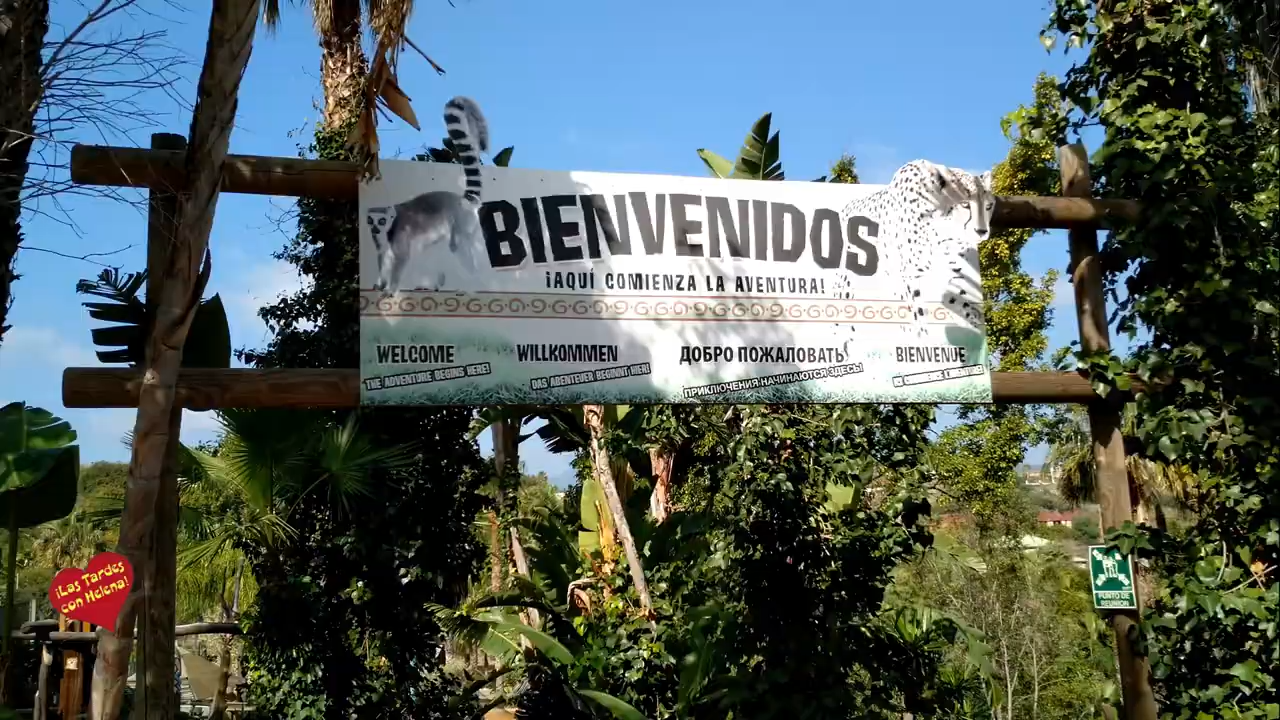 BIENVENIDOS
¡AQUÍ COMIENZA LA AVENTURA!
WELCOME
THE ADVENTURE BEGINS HERE!
WILLKOMMEN
DAS ABENTEUER BEGINNT HIER!
ДОБРО ПОЖАЛОВАТЬ
ПРИКЛЮЧЕНИЯ НАЧИНАЮТСЯ ЗДЕСЬ!
BIENVENUE
¡Las Tardes
con Helena!
PUNTO DE
REUNIÓN